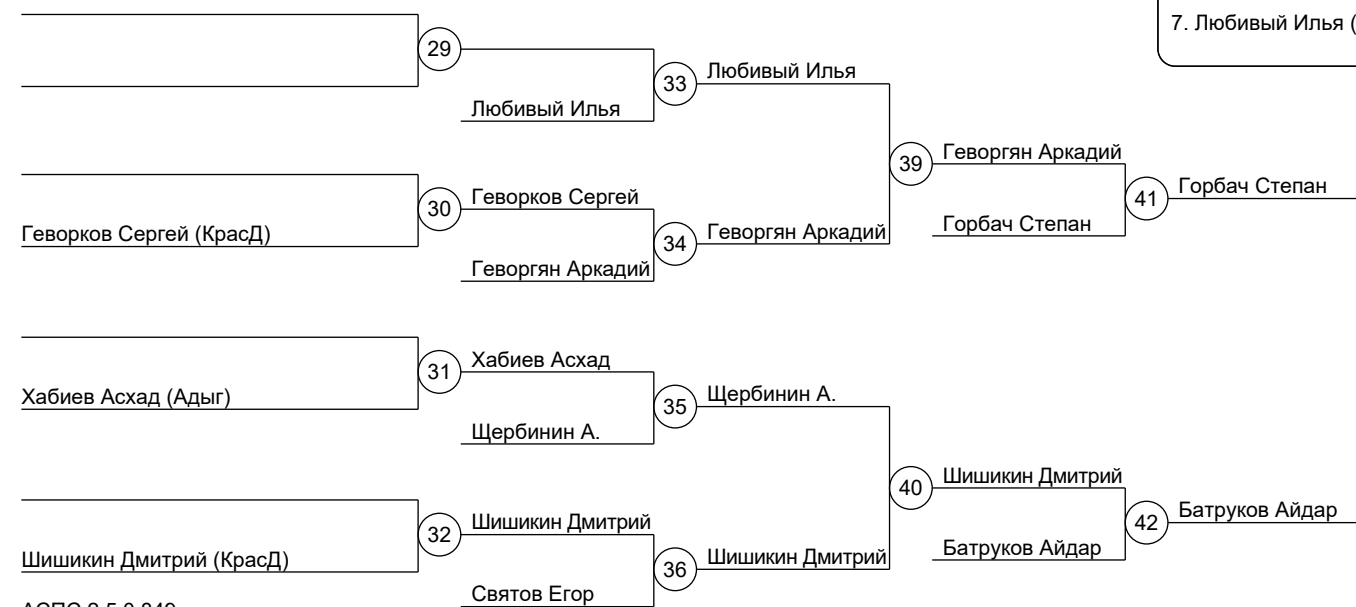 7. Любивый Илья (
29
Любивый Илья
33
Любивый Илья
Геворгян Аркадий
39
Геворков Сергей
Горбач Степан
30
41
Геворков Сергей (КрасД)
Геворгян Аркадий
Горбач Степан
34
Геворгян Аркадий
Хабиев Асхад
31
Щербинин А.
Хабиев Асхад (Адыг)
35
Щербинин А.
Шишикин Дмитрий
40
Шишикин Дмитрий
Батруков Айдар
32
42
Батруков Айдар
Шишикин Дмитрий (КрасД)
Шишикин Дмитрий
36
Святов Егор